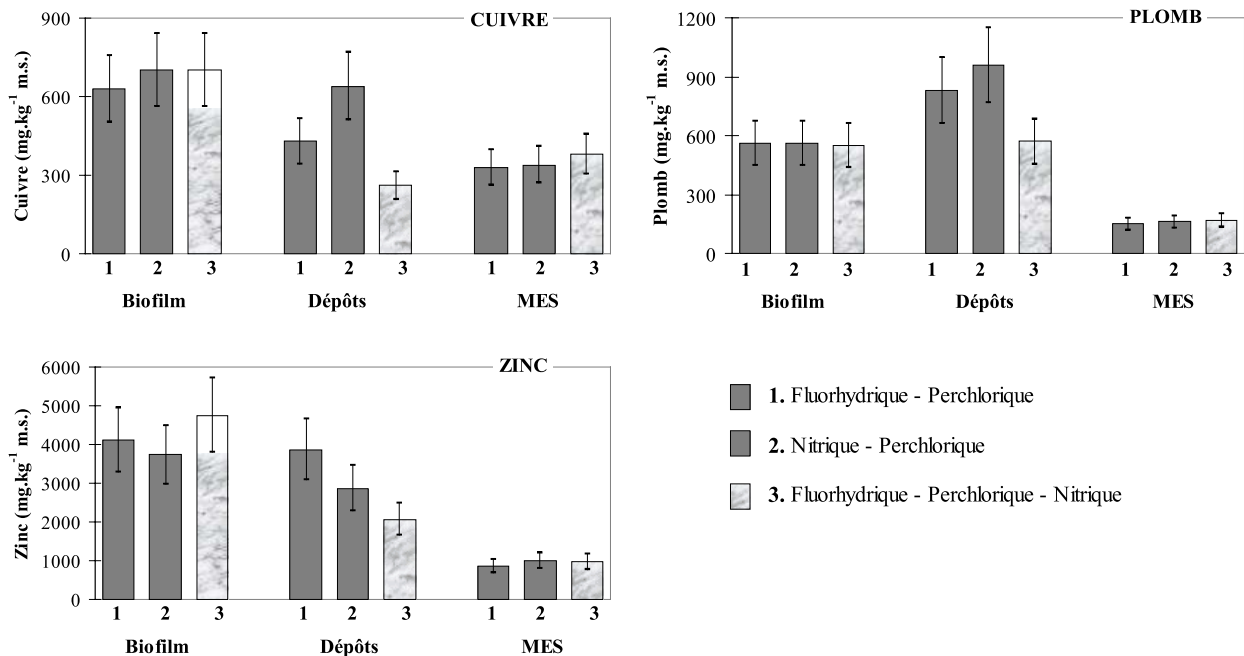 CUIVRE
Cuivre (mg.kg⁻¹ m.s.)
900
600
300
0
1 2 3 1 2 3 1 2 3
Biofilm Dépôts MES
PLOMB
Plomb (mg.kg⁻¹ m.s.)
1200
900
600
300
0
1 2 3 1 2 3 1 2 3
Biofilm Dépôts MES
ZINC
Zinc (mg.kg⁻¹ m.s.)
6000
5000
4000
3000
2000
1000
0
1 2 3 1 2 3 1 2 3
Biofilm Dépôts MES
1. Fluorhydrique - Perchlorique
2. Nitrique - Perchlorique
3. Fluorhydrique - Perchlorique - Nitrique